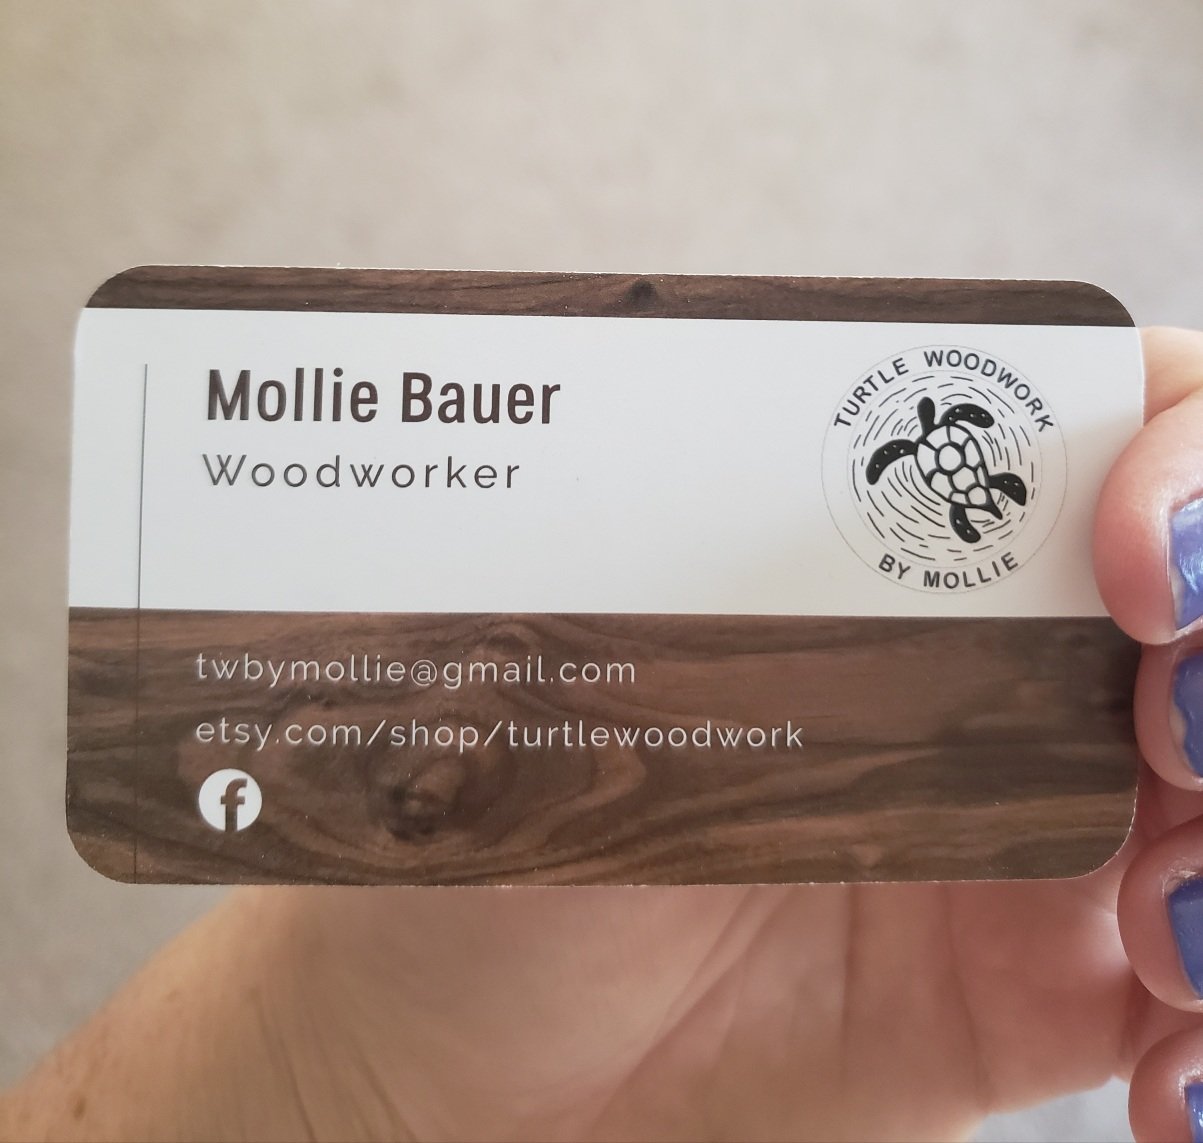 Mollie Bauer
Woodworker
TURTLE WOODWORK
BY MOLLIE
twbymollie@gmail.com
etsy.com/shop/turtlewoodwork
f